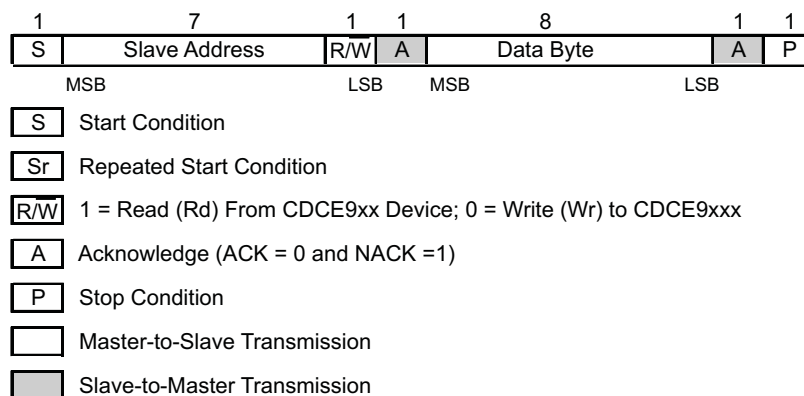 1 7 1 1 8 1 1
S Slave Address R/W̅ A Data Byte A P
MSB LSB MSB LSB
S Start Condition
Sr Repeated Start Condition
R/W̅ 1 = Read (Rd) From CDCE9xx Device; 0 = Write (Wr) to CDCE9xxx
A Acknowledge (ACK = 0 and NACK =1)
P Stop Condition
Master-to-Slave Transmission
Slave-to-Master Transmission